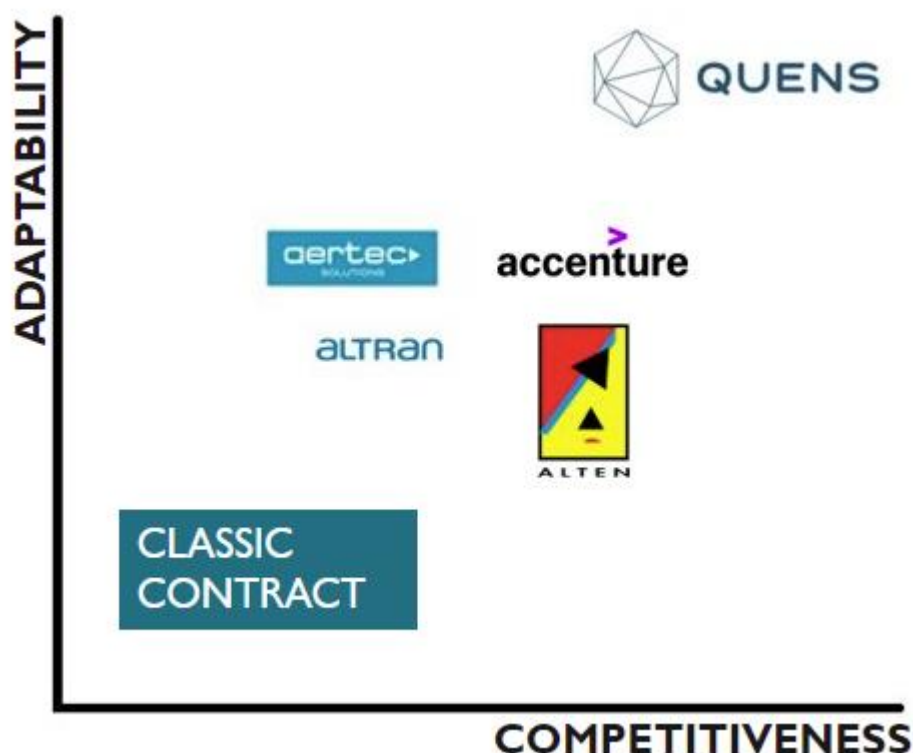 ADAPTABILITY
QUENS
aertec
SOLUTIONS
>
accenture
ALTRAN
ALTEN
CLASSIC
CONTRACT
COMPETITIVENESS